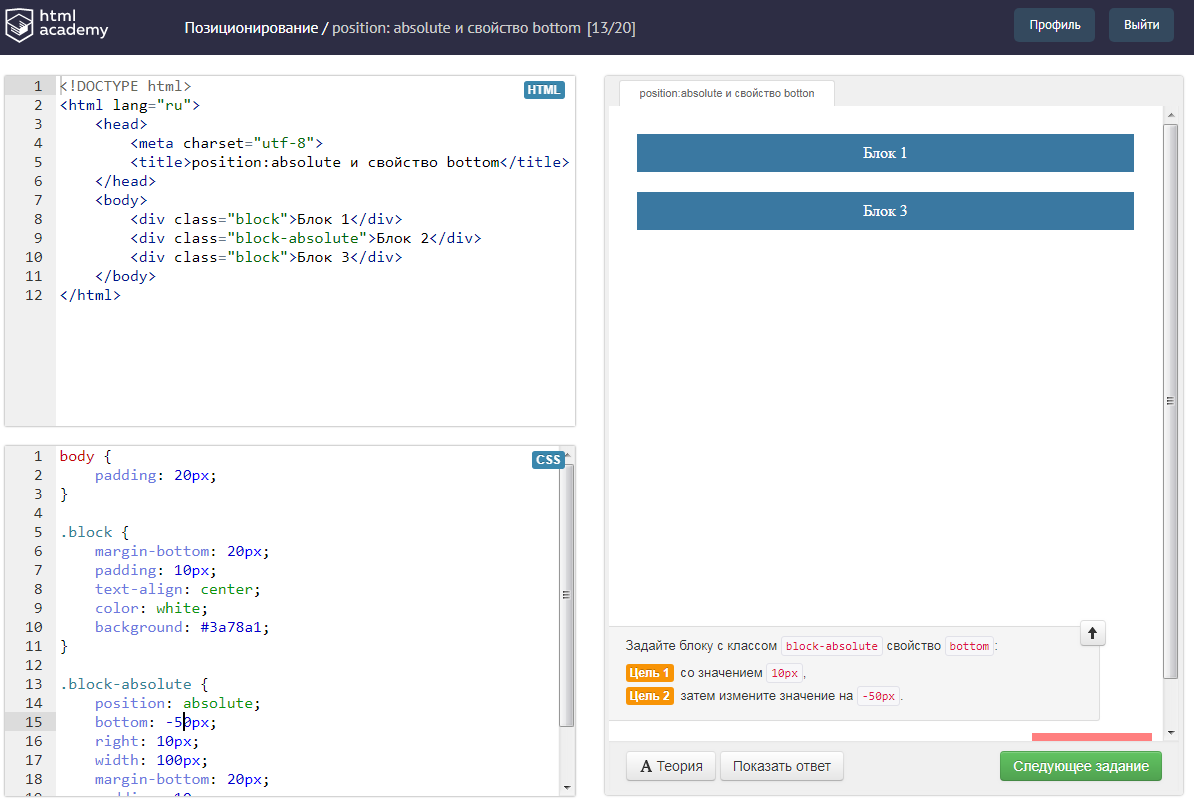 html
academy
Позиционирование / position: absolute и свойство bottom [13/20]
Профиль
Выйти
HTML
1 <!DOCTYPE html>
2 <html lang="ru">
3 <head>
4 <meta charset="utf-8">
5 <title>position:absolute и свойство bottom</title>
6 </head>
7 <body>
8 <div class="block">Блок 1</div>
9 <div class="block-absolute">Блок 2</div>
10 <div class="block">Блок 3</div>
11 </body>
12 </html>
CSS
1 body {
2 padding: 20px;
3 }
4
5 .block {
6 margin-bottom: 20px;
7 padding: 10px;
8 text-align: center;
9 color: white;
10 background: #3a78a1;
11 }
12
13 .block-absolute {
14 position: absolute;
15 bottom: -50px;
16 right: 10px;
17 width: 100px;
18 margin-bottom: 20px;
position:absolute и свойство botton
Блок 1
Блок 3
Задайте блоку с классом block-absolute свойство bottom:
Цель 1 со значением 10px,
Цель 2 затем измените значение на -50px.
A Теория
Показать ответ
Следующее задание